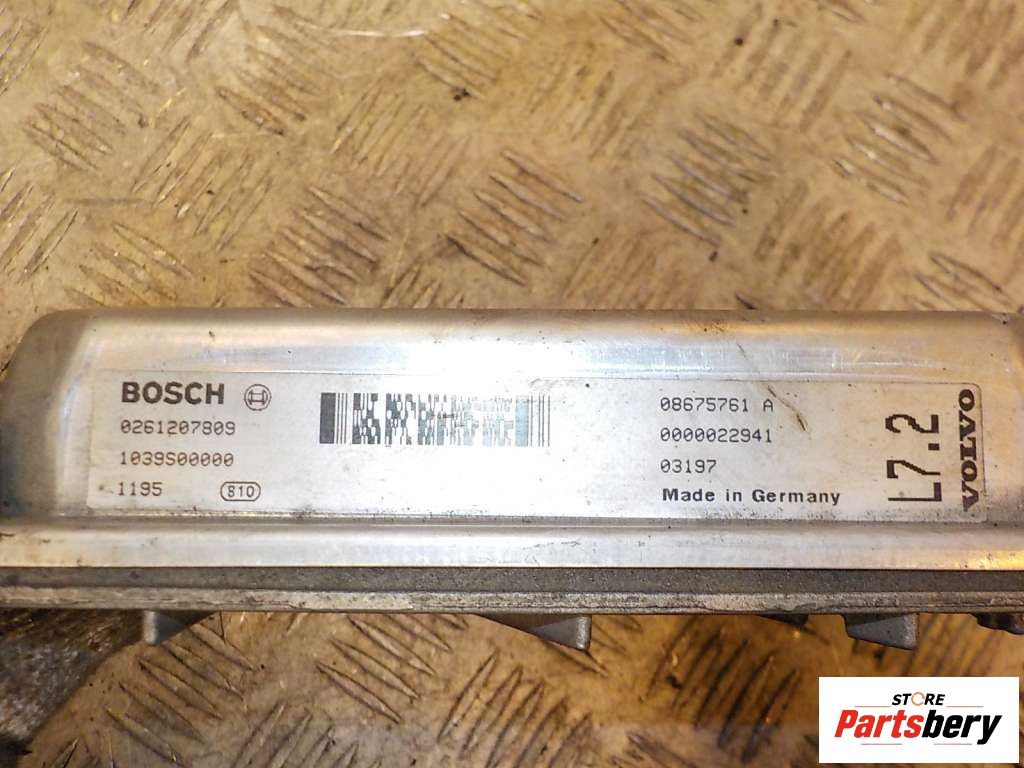 BOSCH
0261207809
1039S00000
1195 810
08675761 A
0000022941
03197
Made in Germany
L7.2
VOLVO
STORE
Partsbery